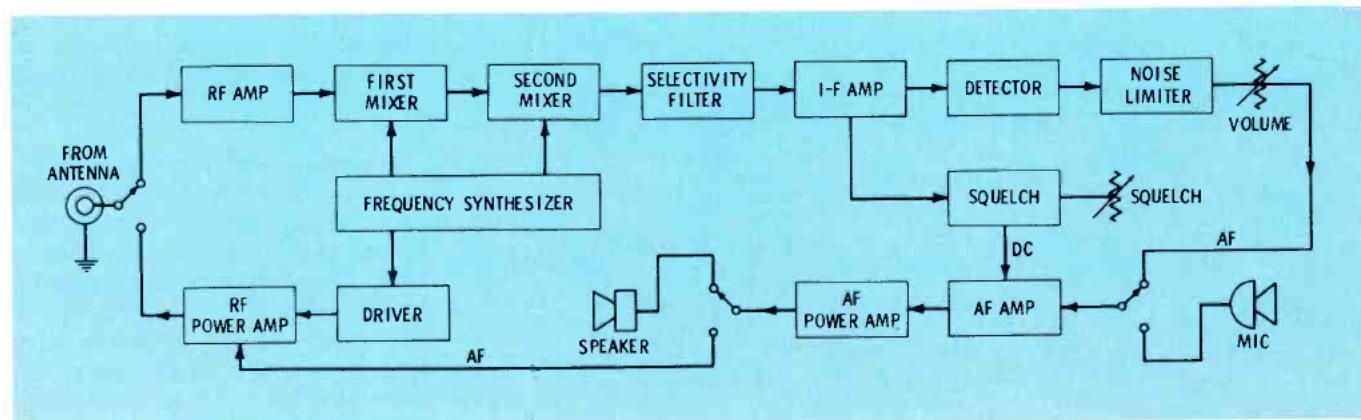 RF AMP
FIRST
MIXER
SECOND
MIXER
SELECTIVITY
FILTER
I-F AMP
DETECTOR
NOISE
LIMITER
VOLUME
FROM
ANTENNA
FREQUENCY SYNTHESIZER
SQUELCH
SQUELCH
DC
AF
RF
POWER AMP
DRIVER
SPEAKER
AF
POWER AMP
AF AMP
MIC
AF